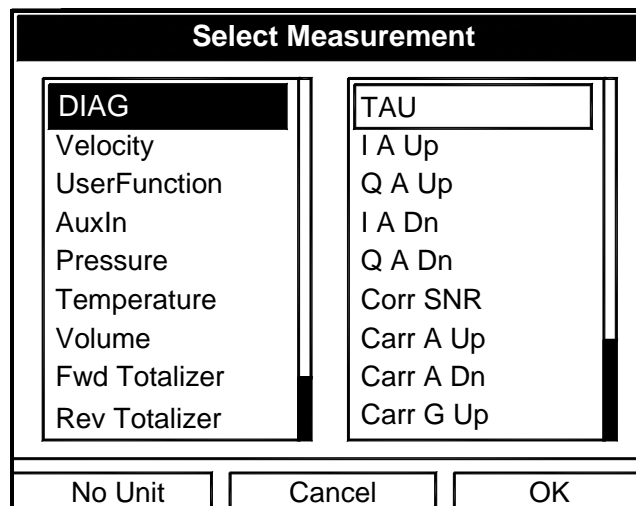 Select Measurement
DIAG
Velocity
UserFunction
AuxIn
Pressure
Temperature
Volume
Fwd Totalizer
Rev Totalizer
TAU
I A Up
Q A Up
I A Dn
Q A Dn
Corr SNR
Carr A Up
Carr A Dn
Carr G Up
No Unit
Cancel
OK